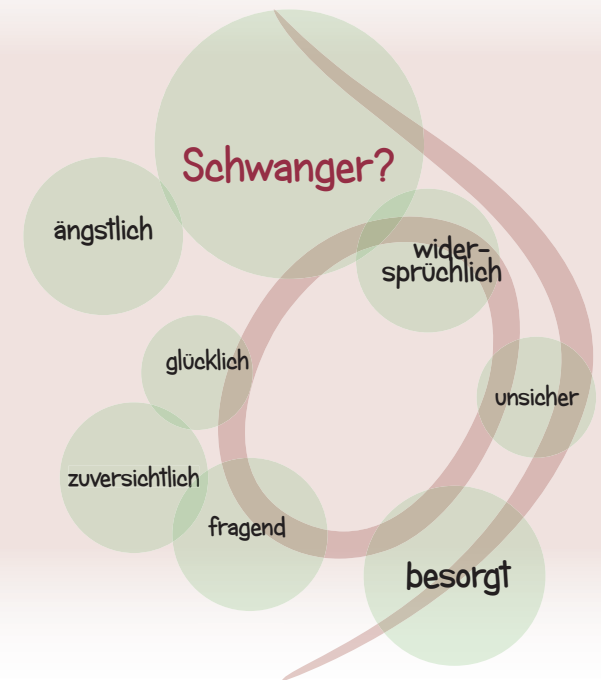 Schwanger?
ängstlich
wider-
sprüchlich
glücklich
unsicher
zuversichtlich
fragend
besorgt